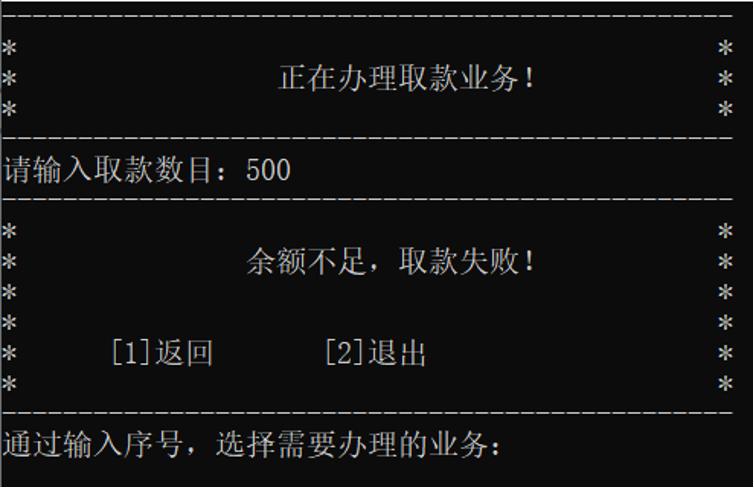 ------------------------------------------------
*                                              *
*                 正在办理取款业务!             *
*                                              *
------------------------------------------------
请输入取款数目：500
------------------------------------------------
*                                              *
*               余额不足，取款失败!             *
*                                              *
*                                              *
*      [1]返回       [2]退出                    *
*                                              *
------------------------------------------------
通过输入序号，选择需要办理的业务：